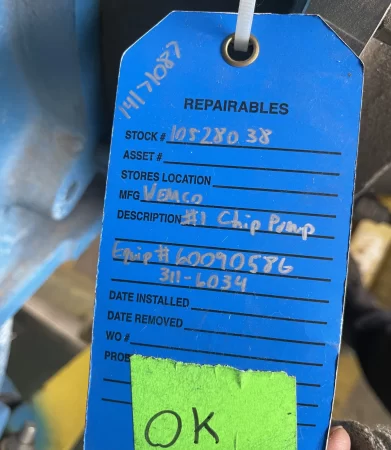 14171087
REPAIRABLES
STOCK # 10528038
ASSET #
STORES LOCATION
MFG Vemco
DESCRIPTION #1 Chip Pump
Equip # 60090586
311-6034
DATE INSTALLED
DATE REMOVED
WO #
OK